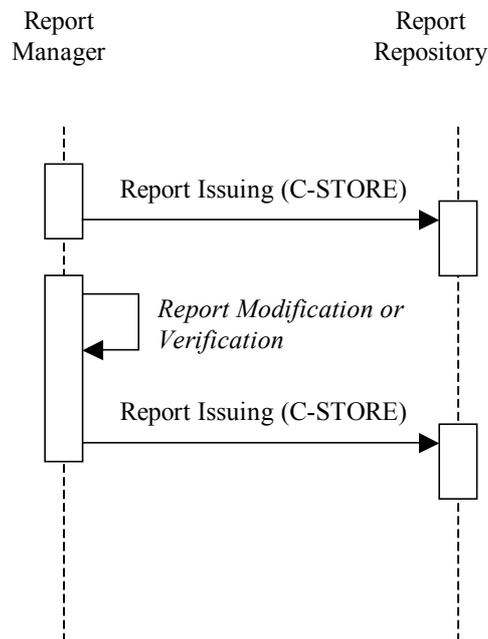 Report
Manager
Report
Repository
Report Issuing (C-STORE)
Report Modification or
Verification
Report Issuing (C-STORE)